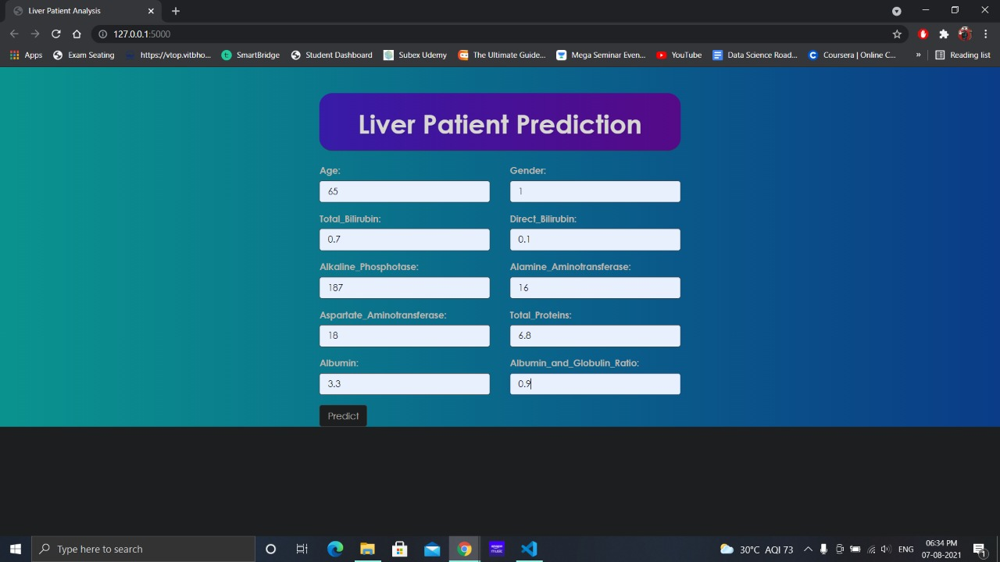 Liver Patient Analysis
127.0.0.1:5000
Apps Exam Seating https://vtop.vitbho... SmartBridge Student Dashboard Subex Udemy The Ultimate Guide... Mega Seminar Even... YouTube Data Science Road... Coursera | Online C... » Reading list
Liver Patient Prediction
Age: Gender:
65 1
Total_Bilirubin: Direct_Bilirubin:
0.7 0.1
Alkaline_Phosphotase: Alamine_Aminotransferase:
187 16
Aspartate_Aminotransferase: Total_Proteins:
18 6.8
Albumin: Albumin_and_Globulin_Ratio:
3.3 0.9
Predict
Type here to search 30°C AQI 73 ENG 06:34 PM
07-08-2021 1